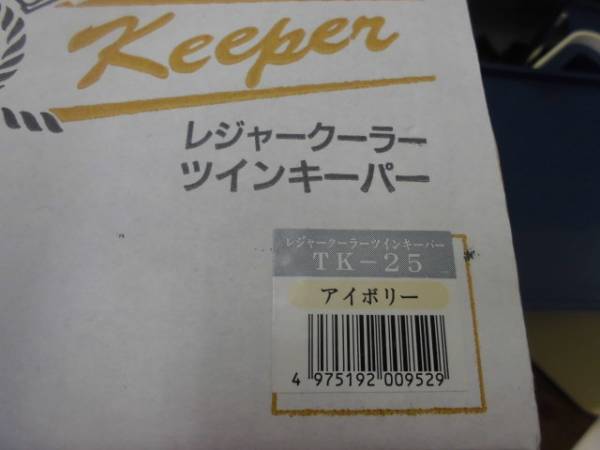 Keeper
レジャークーラー
ツインキーパー
レジャークーラーツインキーパー
TK-25
アイボリー
4 975192 009529